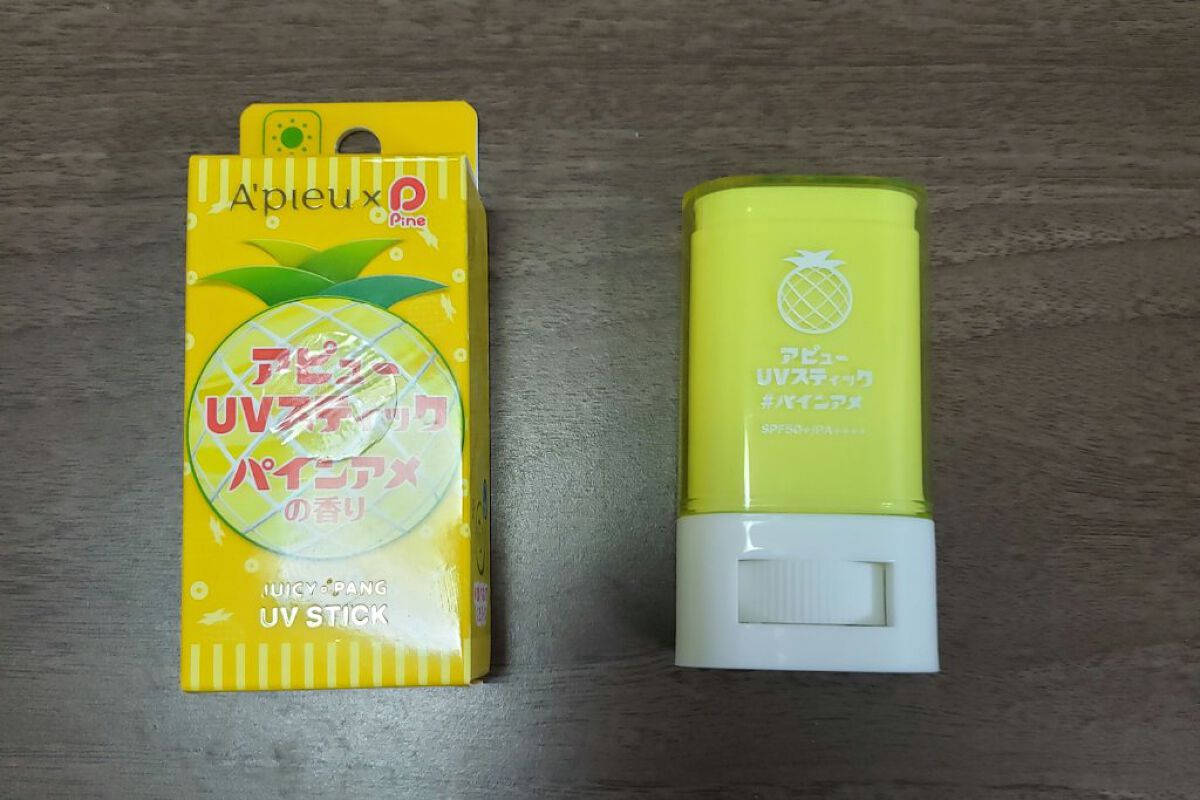 A'pieu x P
Pine
アピュー
UVスティック
パインアメ
の香り
JUICY PANG
UV STICK
アピュー
UVスティック
#パインアメ
SPF50+/PA++++